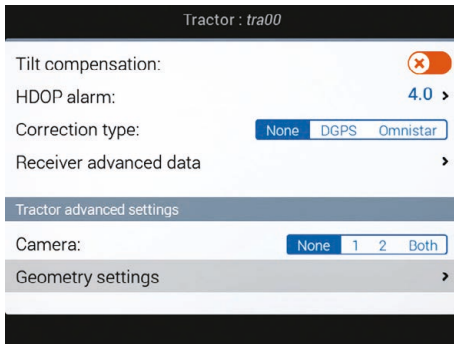 Tractor : tra00
Tilt compensation:
HDOP alarm: 4.0 >
Correction type: None DGPS Omnistar
Receiver advanced data >
Tractor advanced settings
Camera: None 1 2 Both
Geometry settings >